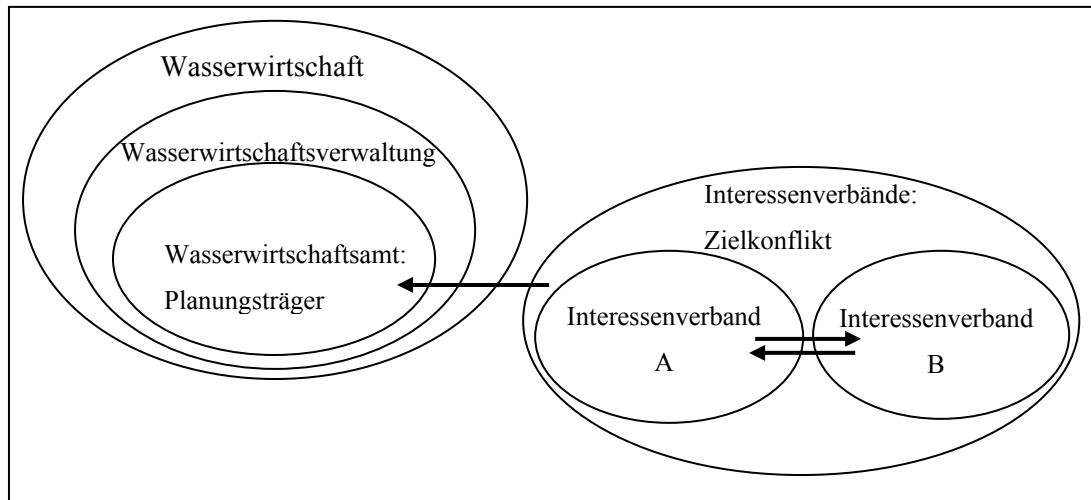 Wasserwirtschaft
Wasserwirtschaftsverwaltung
Wasserwirtschaftsamt:
Planungsträger
Interessenverbände:
Zielkonflikt
Interessenverband
A
Interessenverband
B